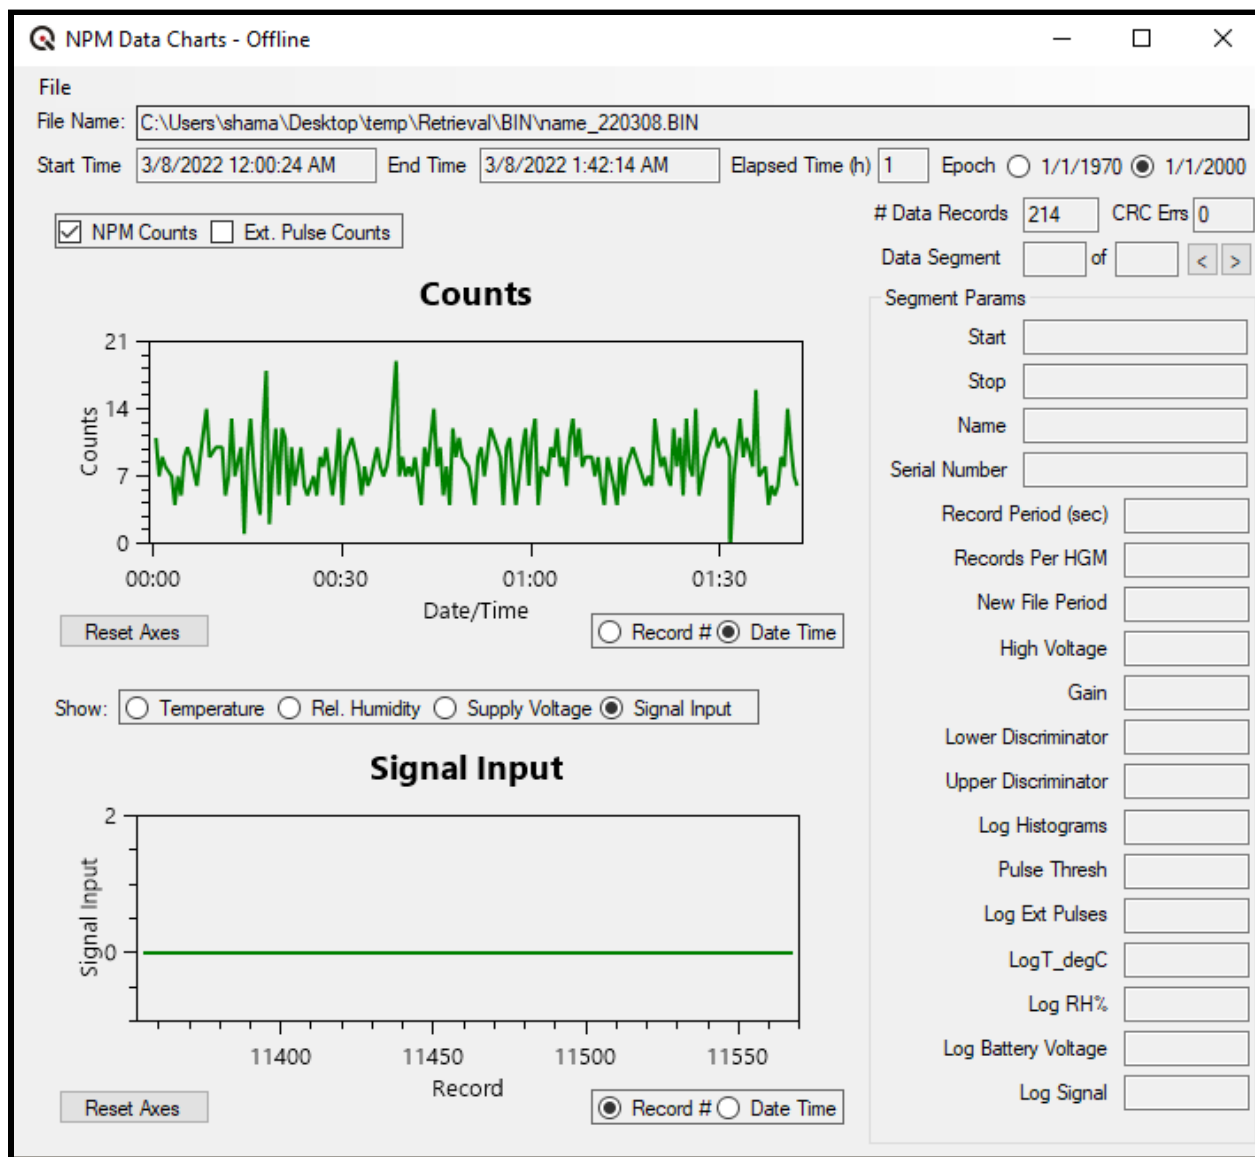 NPM Data Charts - Offline
File
File Name: C:\Users\shama\Desktop\temp\Retrieval\BIN\name_220308.BIN
Start Time 3/8/2022 12:00:24 AM End Time 3/8/2022 1:42:14 AM Elapsed Time (h) 1 Epoch 1/1/1970 1/1/2000
# Data Records 214 CRC Errs 0
NPM Counts Ext. Pulse Counts
Data Segment of < >
Counts
Segment Params
Start
Stop
Name
Serial Number
Record Period (sec)
Records Per HGM
New File Period
High Voltage
Gain
Lower Discriminator
Upper Discriminator
Log Histograms
Pulse Thresh
Log Ext Pulses
LogT_degC
Log RH%
Log Battery Voltage
Log Signal
21
14
7
0
Counts
00:00 00:30 01:00 01:30
Date/Time
Reset Axes
Record # Date Time
Show: Temperature Rel. Humidity Supply Voltage Signal Input
Signal Input
2
0
Signal Input
11400 11450 11500 11550
Record
Reset Axes
Record # Date Time